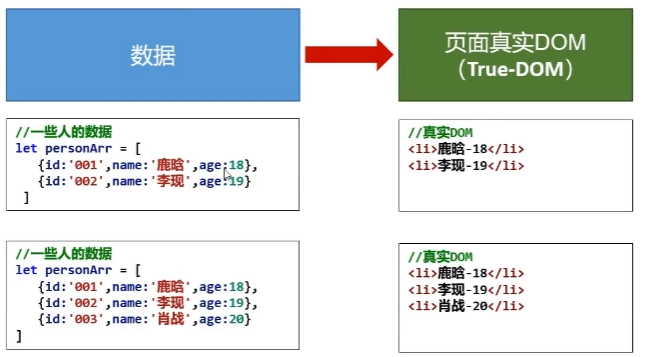 数据
页面真实DOM
（True-DOM）
//一些人的数据
let personArr = [
{id:'001',name:'鹿晗',age:18},
{id:'002',name:'李现',age:19}
]
//真实DOM
<li>鹿晗-18</li>
<li>李现-19</li>
//一些人的数据
let personArr = [
{id:'001',name:'鹿晗',age:18},
{id:'002',name:'李现',age:19},
{id:'003',name:'肖战',age:20}
]
//真实DOM
<li>鹿晗-18</li>
<li>李现-19</li>
<li>肖战-20</li>